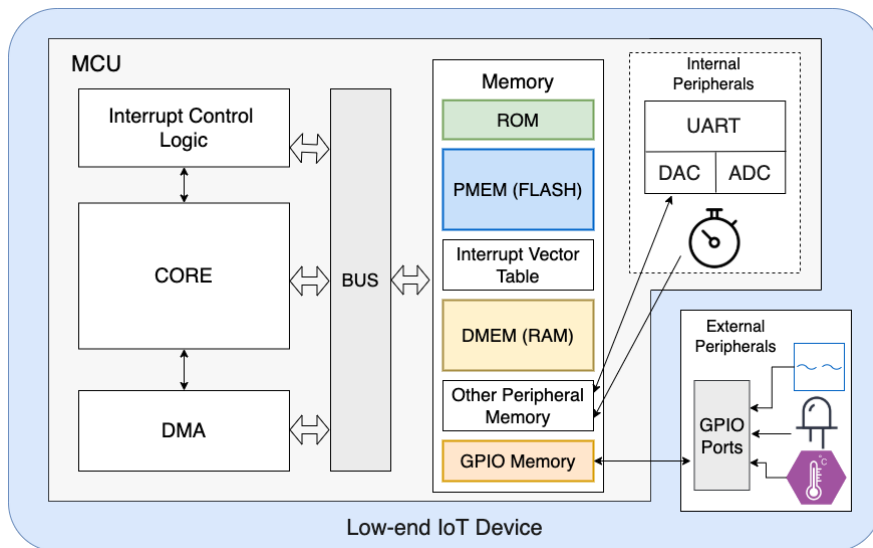 MCU
Interrupt Control
Logic
CORE
DMA
BUS
Memory
ROM
PMEM (FLASH)
Interrupt Vector
Table
DMEM (RAM)
Other Peripheral
Memory
GPIO Memory
Internal
Peripherals
UART
DAC
ADC
External
Peripherals
GPIO
Ports
°C
Low-end IoT Device